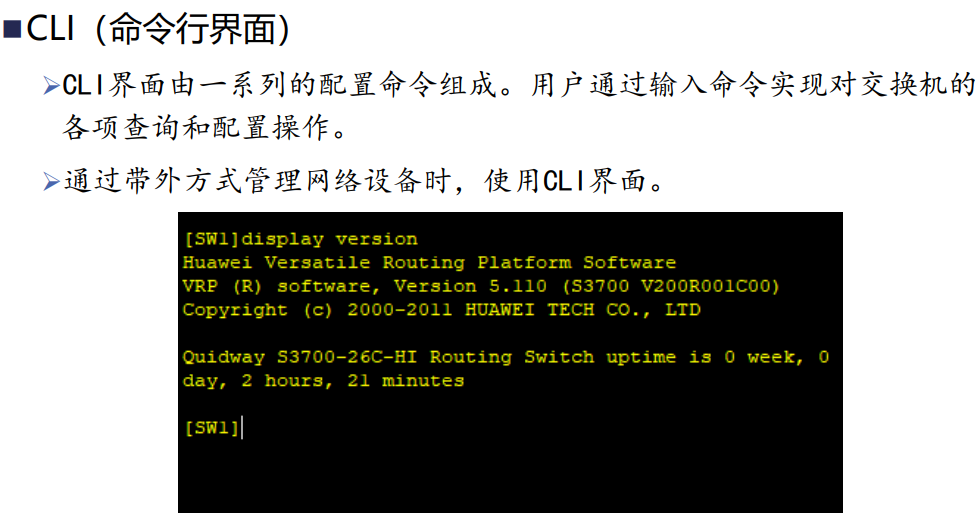 ■CLI（命令行界面）
➢CLI界面由一系列的配置命令组成。用户通过输入命令实现对交换机的
各项查询和配置操作。
➢通过带外方式管理网络设备时，使用CLI界面。
[SW1]display version
Huawei Versatile Routing Platform Software
VRP (R) software, Version 5.110 (S3700 V200R001C00)
Copyright (c) 2000-2011 HUAWEI TECH CO., LTD
Quidway S3700-26C-HI Routing Switch uptime is 0 week, 0
day, 2 hours, 21 minutes
[SW1]